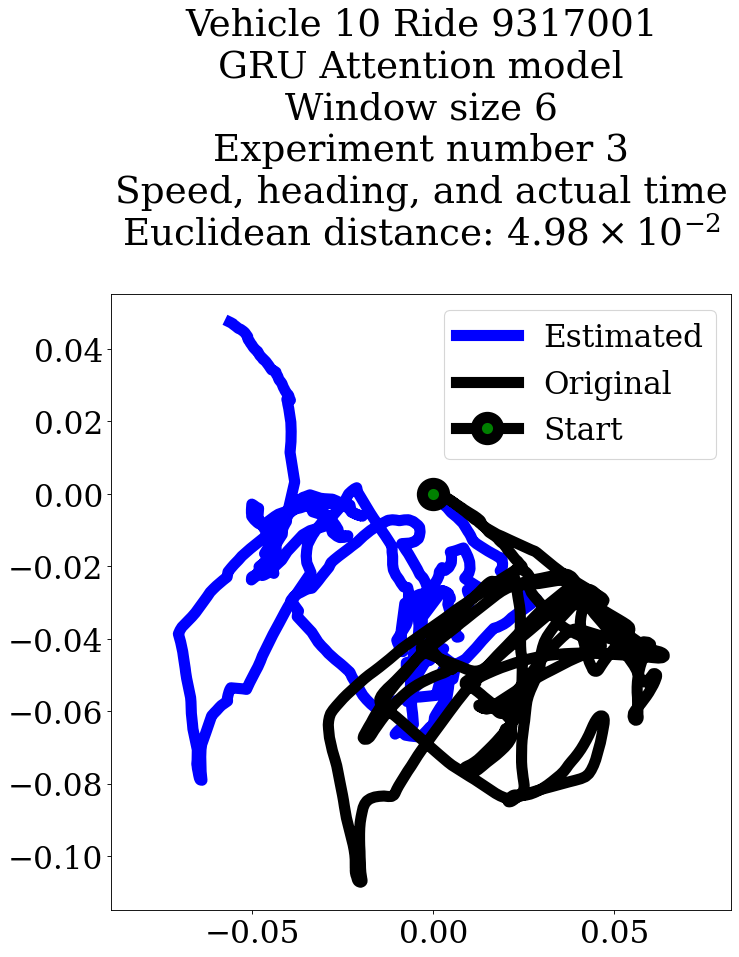 Vehicle 10 Ride 9317001
GRU Attention model
Window size 6
Experiment number 3
Speed, heading, and actual time
Euclidean distance: 4.98 × 10⁻²
Estimated
Original
Start
0.04
0.02
0.00
−0.02
−0.04
−0.06
−0.08
−0.10
−0.05
0.00
0.05